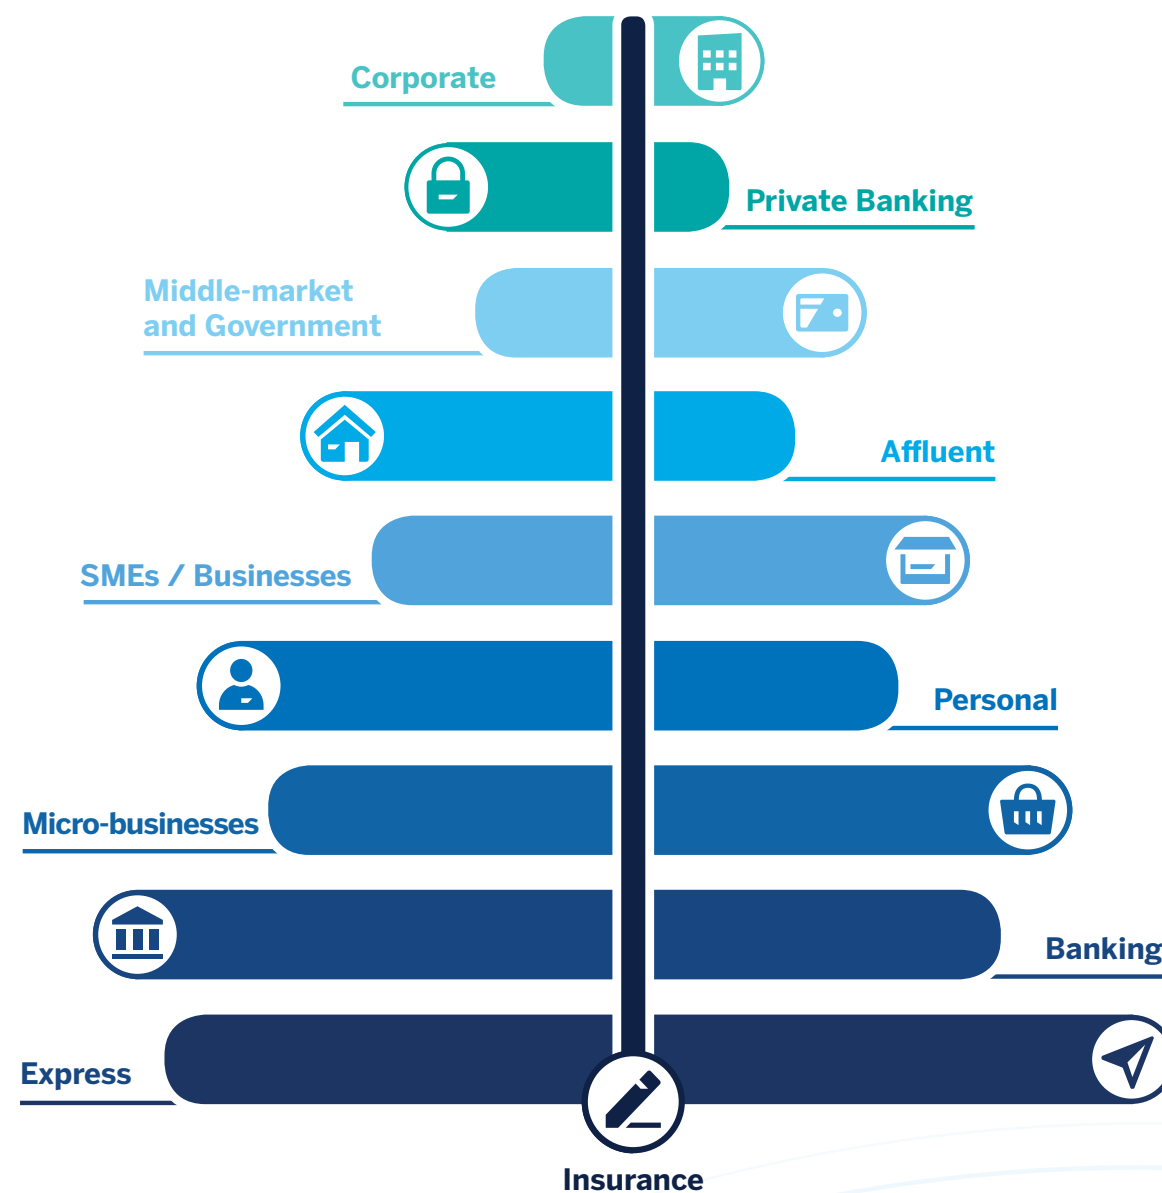 Corporate
Private Banking
Middle-market
and Government
Affluent
SMEs / Businesses
Personal
Micro-businesses
Banking
Express
Insurance